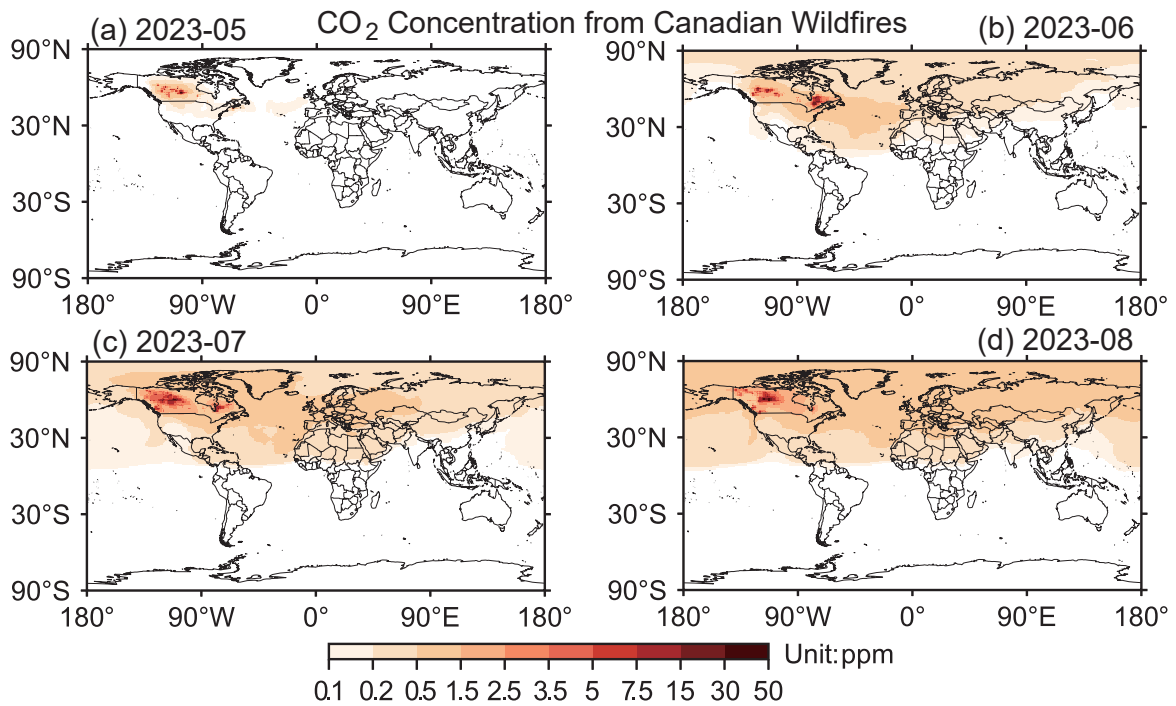 CO₂ Concentration from Canadian Wildfires
(a) 2023-05
90°N
30°N
30°S
90°S
180° 90°W 0° 90°E 180°
(b) 2023-06
90°N
30°N
30°S
90°S
180° 90°W 0° 90°E 180°
(c) 2023-07
90°N
30°N
30°S
90°S
180° 90°W 0° 90°E 180°
(d) 2023-08
90°N
30°N
30°S
90°S
180° 90°W 0° 90°E 180°
Unit:ppm
0.1 0.2 0.5 1.5 2.5 3.5 5 7.5 15 30 50